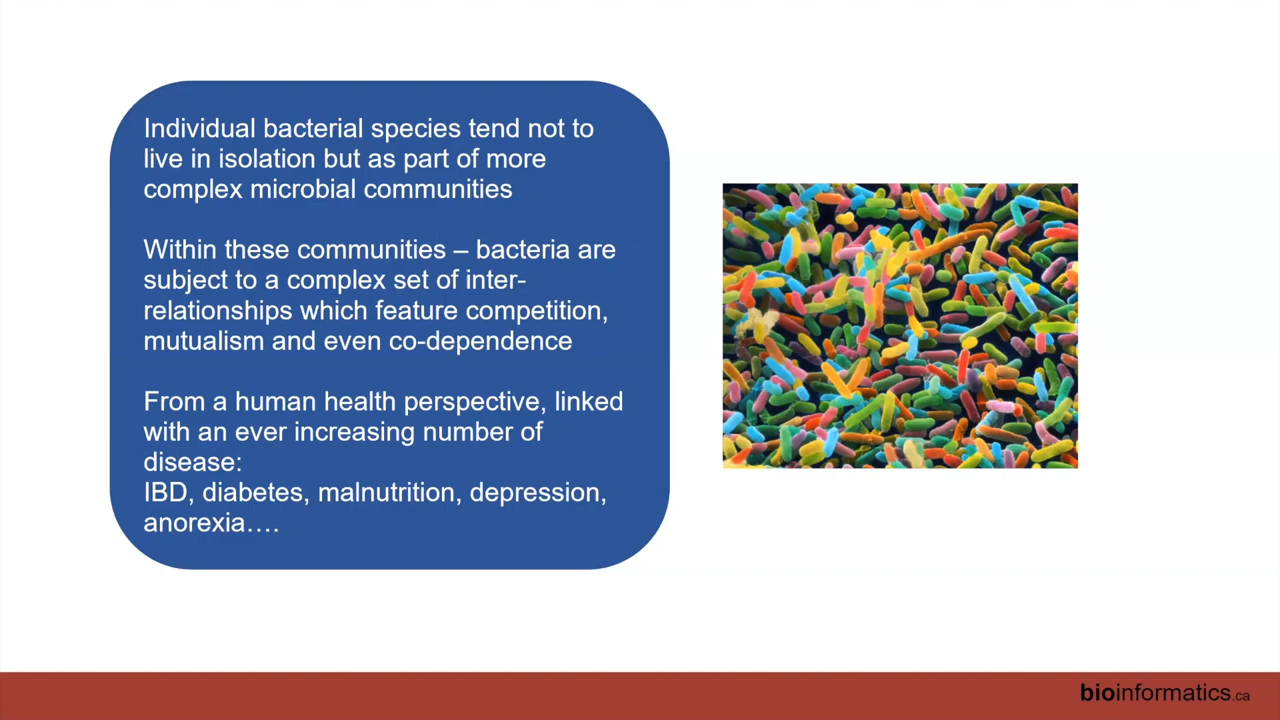 Individual bacterial species tend not to
live in isolation but as part of more
complex microbial communities
Within these communities – bacteria are
subject to a complex set of inter-
relationships which feature competition,
mutualism and even co-dependence
From a human health perspective, linked
with an ever increasing number of
disease:
IBD, diabetes, malnutrition, depression,
anorexia….
bioinformatics.ca